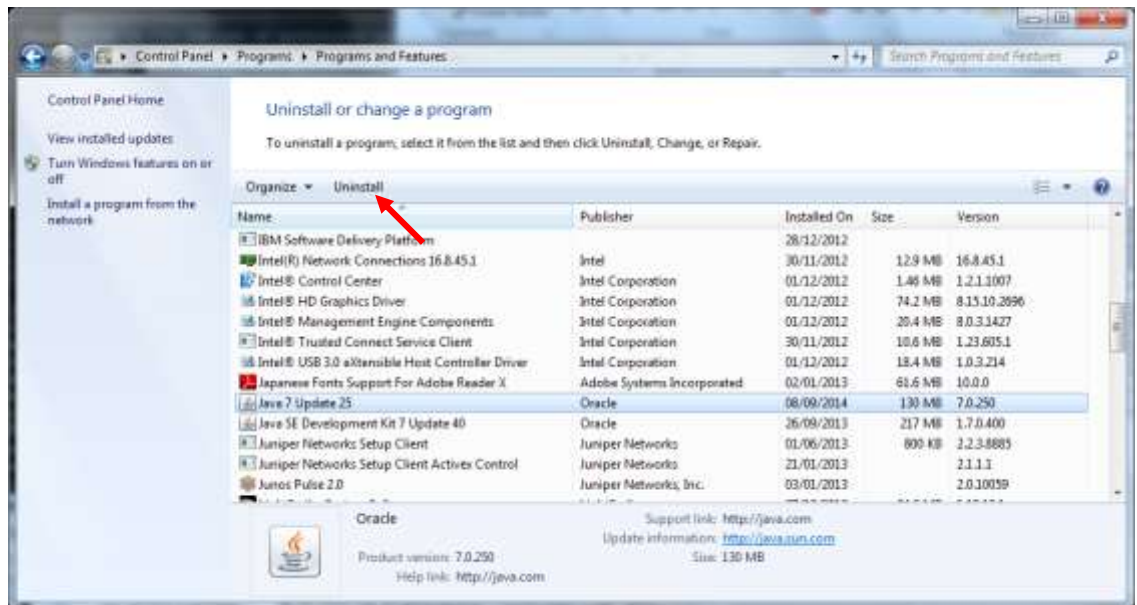 Control Panel ▸ Programs ▸ Programs and Features
Search Programs and Features
Control Panel Home
View installed updates
Turn Windows features on or off
Install a program from the network
Uninstall or change a program
To uninstall a program, select it from the list and then click Uninstall, Change, or Repair.
Organize Uninstall
Name Publisher Installed On Size Version
IBM Software Delivery Platform 28/12/2012
Intel(R) Network Connections 16.8.45.1 Intel 30/11/2012 12.9 MB 16.8.45.1
Intel® Control Center Intel Corporation 01/12/2012 1.46 MB 1.2.1.1007
Intel® HD Graphics Driver Intel Corporation 01/12/2012 74.2 MB 8.15.10.2696
Intel® Management Engine Components Intel Corporation 01/12/2012 20.4 MB 8.0.3.1427
Intel® Trusted Connect Service Client Intel Corporation 30/11/2012 10.6 MB 1.23.605.1
Intel® USB 3.0 eXtensible Host Controller Driver Intel Corporation 01/12/2012 18.4 MB 1.0.3.214
Japanese Fonts Support For Adobe Reader X Adobe Systems Incorporated 02/01/2013 61.6 MB 10.0.0
Java 7 Update 25 Oracle 08/09/2014 130 MB 7.0.250
Java SE Development Kit 7 Update 40 Oracle 26/09/2013 217 MB 1.7.0.400
Juniper Networks Setup Client Juniper Networks 01/06/2013 800 KB 2.2.3.8885
Juniper Networks Setup Client Activex Control Juniper Networks 21/01/2013 2.1.1.1
Junos Pulse 2.0 Juniper Networks, Inc. 03/01/2013 2.0.10059
Oracle
Product version: 7.0.250
Help link: http://java.com
Support link: http://java.com
Update information: http://java.sun.com
Size: 130 MB